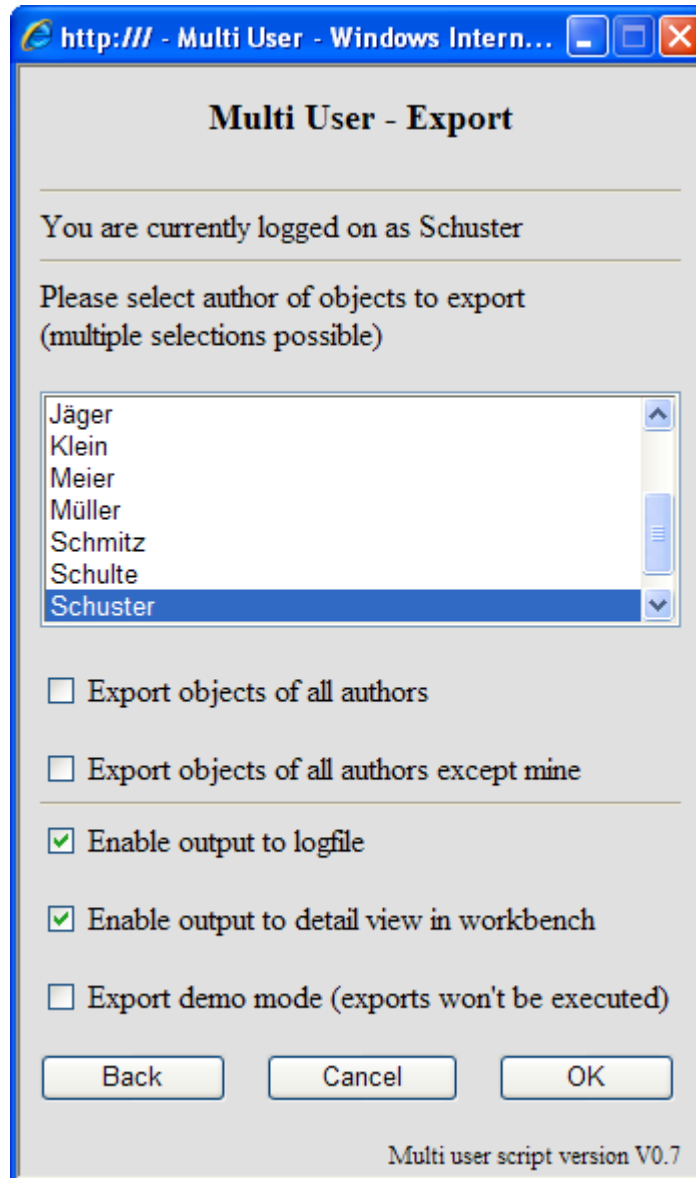 http:/// - Multi User - Windows Intern...
Multi User - Export
You are currently logged on as Schuster
Please select author of objects to export
(multiple selections possible)
Jäger
Klein
Meier
Müller
Schmitz
Schulte
Schuster
Export objects of all authors
Export objects of all authors except mine
Enable output to logfile
Enable output to detail view in workbench
Export demo mode (exports won't be executed)
Back Cancel OK
Multi user script version V0.7